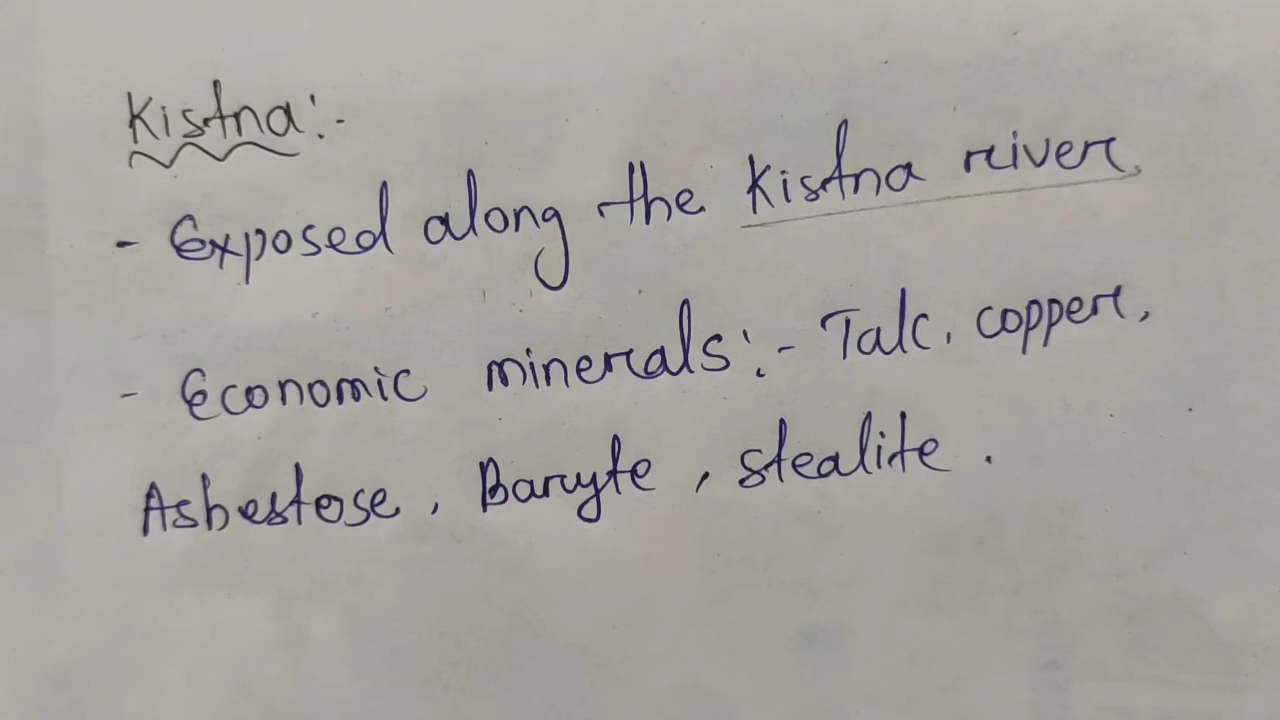 Kistna:-
- Exposed along the Kistna river.
- Economic minerals:- Talc, copper,
Asbestose, Baryte, stealite.